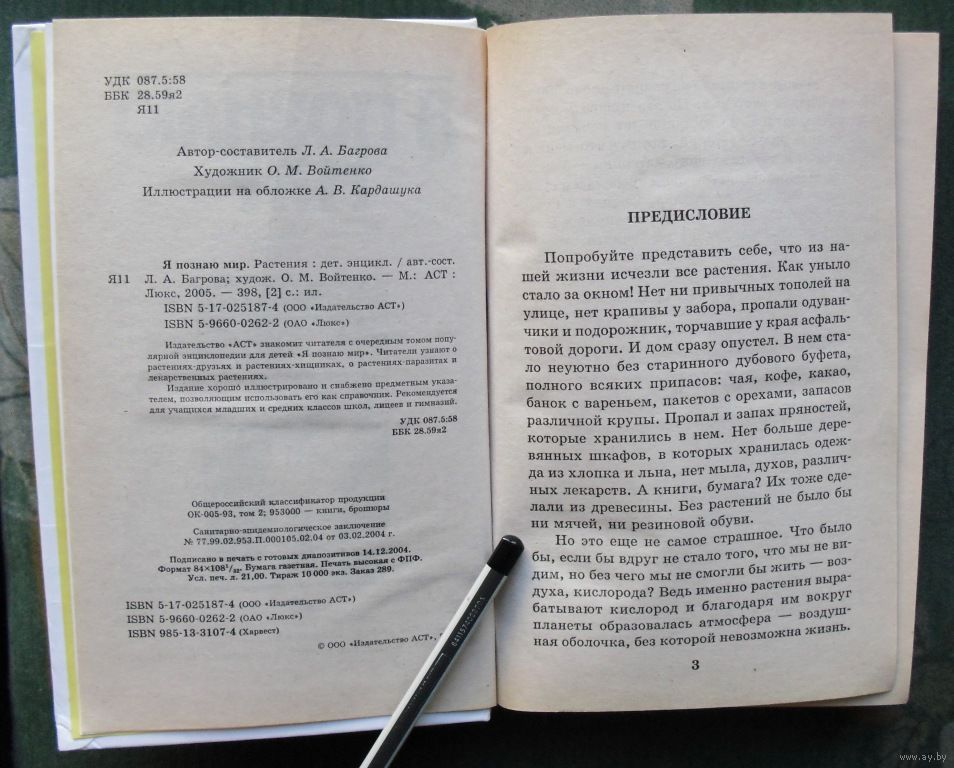 УДК 087.5:58
ББК 28.59я2
Я11
Автор-составитель Л. А. Багрова
Художник О. М. Войтенко
Иллюстрации на обложке А. В. Кардашука
Я познаю мир. Растения : дет. энцикл. / авт.-сост.
Я11 Л. А. Багрова; худож. О. М. Войтенко. — М.: АСТ :
Люкс, 2005. — 398, [2] с.: ил.
ISBN 5-17-025187-4 (ООО «Издательство АСТ»)
ISBN 5-9660-0262-2 (ОАО «Люкс»)
Издательство «АСТ» знакомит читателя с очередным томом попу-
лярной энциклопедии для детей «Я познаю мир». Читатели узнают о
растениях-друзьях и растениях-хищниках, о растениях-паразитах и
лекарственных растениях.
Издание хорошо иллюстрировано и снабжено предметным указа-
телем, позволяющим использовать его как справочник. Рекомендуется
для учащихся младших и средних классов школ, лицеев и гимназий.
УДК 087.5:58
ББК 28.59я2
Общероссийский классификатор продукции
ОК-005-93, том 2; 953000 — книги, брошюры
Санитарно-эпидемиологическое заключение
№ 77.99.02.953.П.000105.02.04 от 03.02.2004 г.
Подписано в печать с готовых диапозитивов 14.12.2004.
Формат 84×108¹/₃₂. Бумага газетная. Печать высокая с ФПФ.
Усл. печ. л. 21,00. Тираж 10 000 экз. Заказ 289.
ISBN 5-17-025187-4 (ООО «Издательство АСТ»)
ISBN 5-9660-0262-2 (ОАО «Люкс»)
ISBN 985-13-3107-4 (Харвест)
© ООО «Издательство АСТ»,
ПРЕДИСЛОВИЕ
Попробуйте представить себе, что из на-
шей жизни исчезли все растения. Как уныло
стало за окном! Нет ни привычных тополей на
улице, нет крапивы у забора, пропали одуван-
чики и подорожник, торчавшие у края асфаль-
товой дороги. И дом сразу опустел. В нем ста-
ло неуютно без старинного дубового буфета,
полного всяких припасов: чая, кофе, какао,
банок с вареньем, пакетов с орехами, запасов
различной крупы. Пропал и запах пряностей,
которые хранились в нем. Нет больше дере-
вянных шкафов, в которых хранилась одеж-
да из хлопка и льна, нет мыла, духов, различ-
ных лекарств. А книги, бумага? Их тоже сде-
лали из древесины. Без растений не было бы
ни мячей, ни резиновой обуви.
Но это еще не самое страшное. Что было
бы, если бы вдруг не стало того, что мы не ви-
дим, но без чего мы не смогли бы жить — воз-
духа, кислорода? Ведь именно растения выра-
батывают кислород и благодаря им вокруг
планеты образовалась атмосфера — воздуш-
ная оболочка, без которой невозможна жизнь.
3
www.ay.by